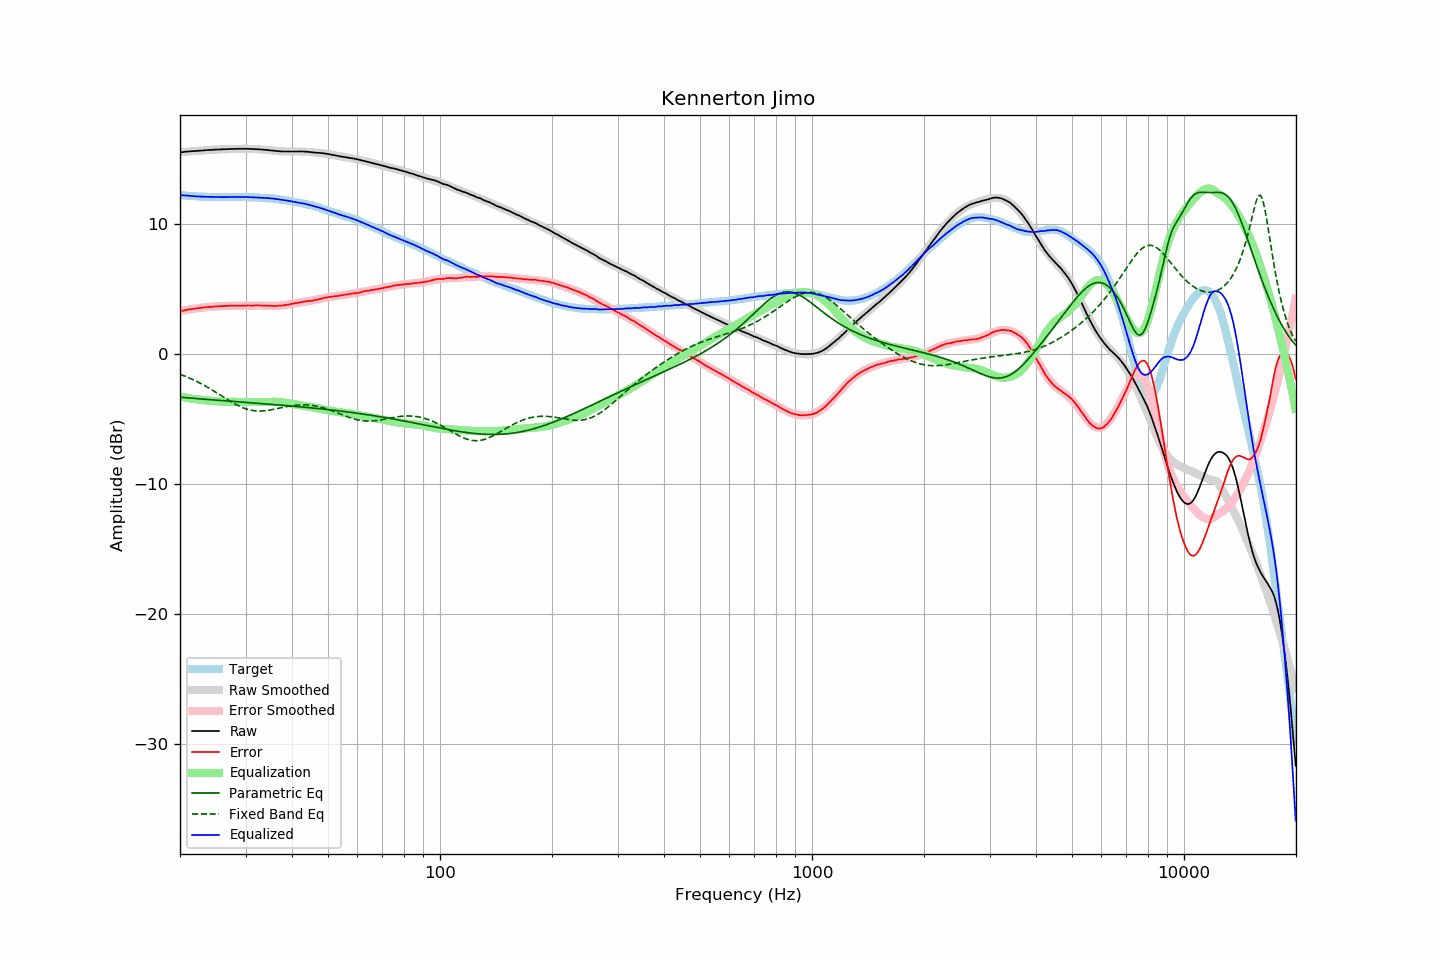 Kennerton Jimo
Amplitude (dBr)
10
0
−10
−20
−30
Target
Raw Smoothed
Error Smoothed
Raw
Error
Equalization
Parametric Eq
Fixed Band Eq
Equalized
100
1000
10000
Frequency (Hz)